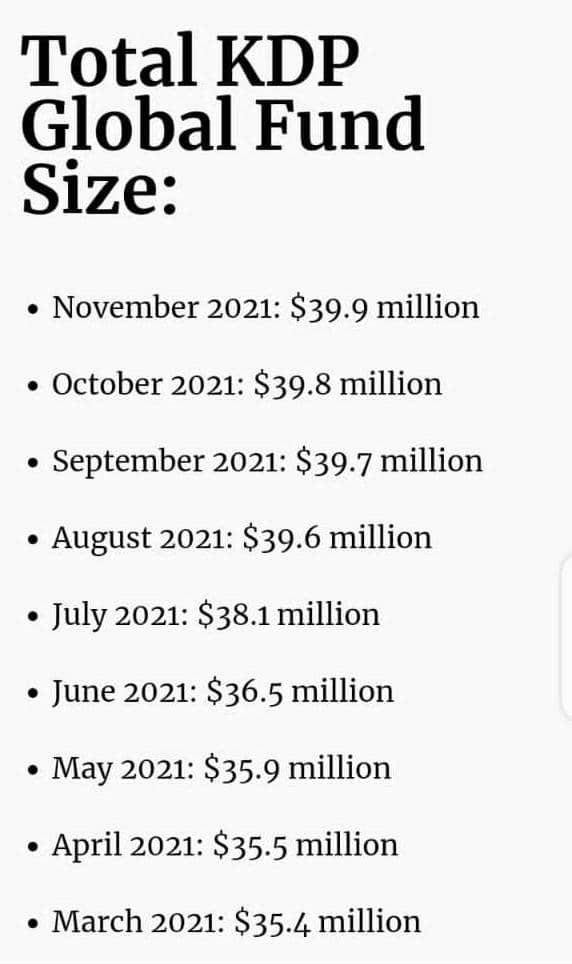 Total KDP
Global Fund
Size:
• November 2021: $39.9 million
• October 2021: $39.8 million
• September 2021: $39.7 million
• August 2021: $39.6 million
• July 2021: $38.1 million
• June 2021: $36.5 million
• May 2021: $35.9 million
• April 2021: $35.5 million
• March 2021: $35.4 million